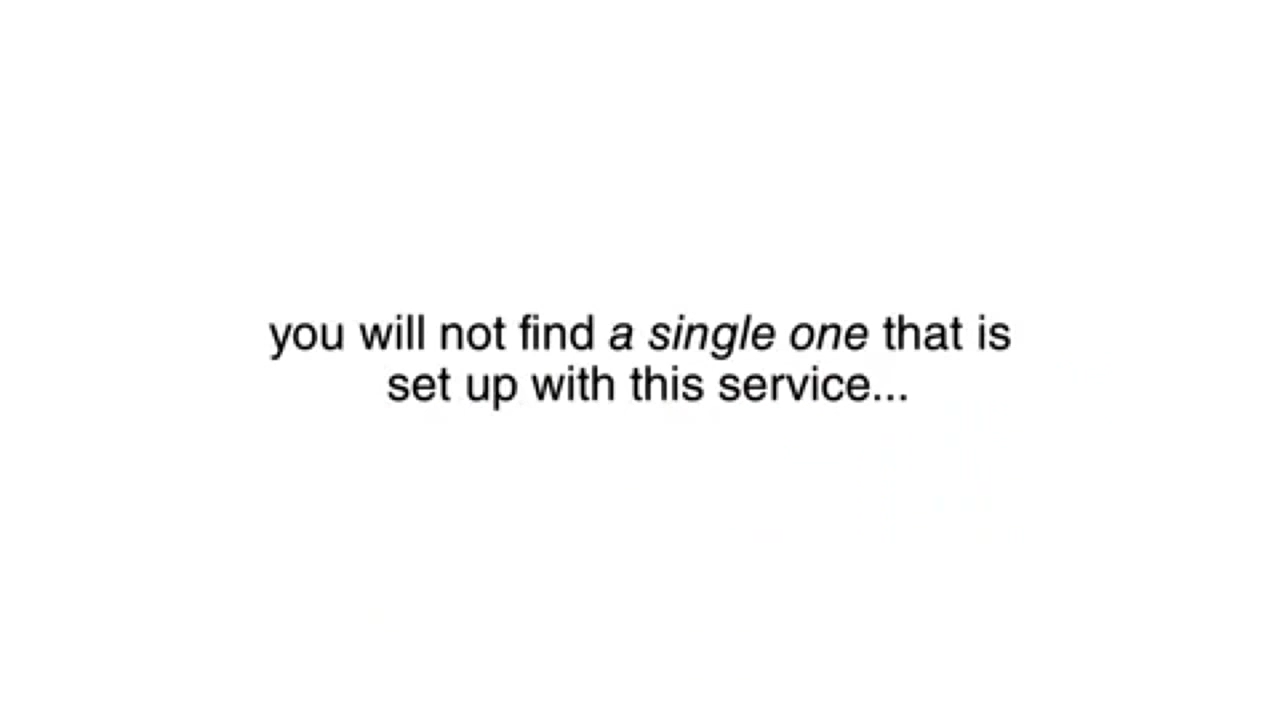 you will not find a single one that is
set up with this service...